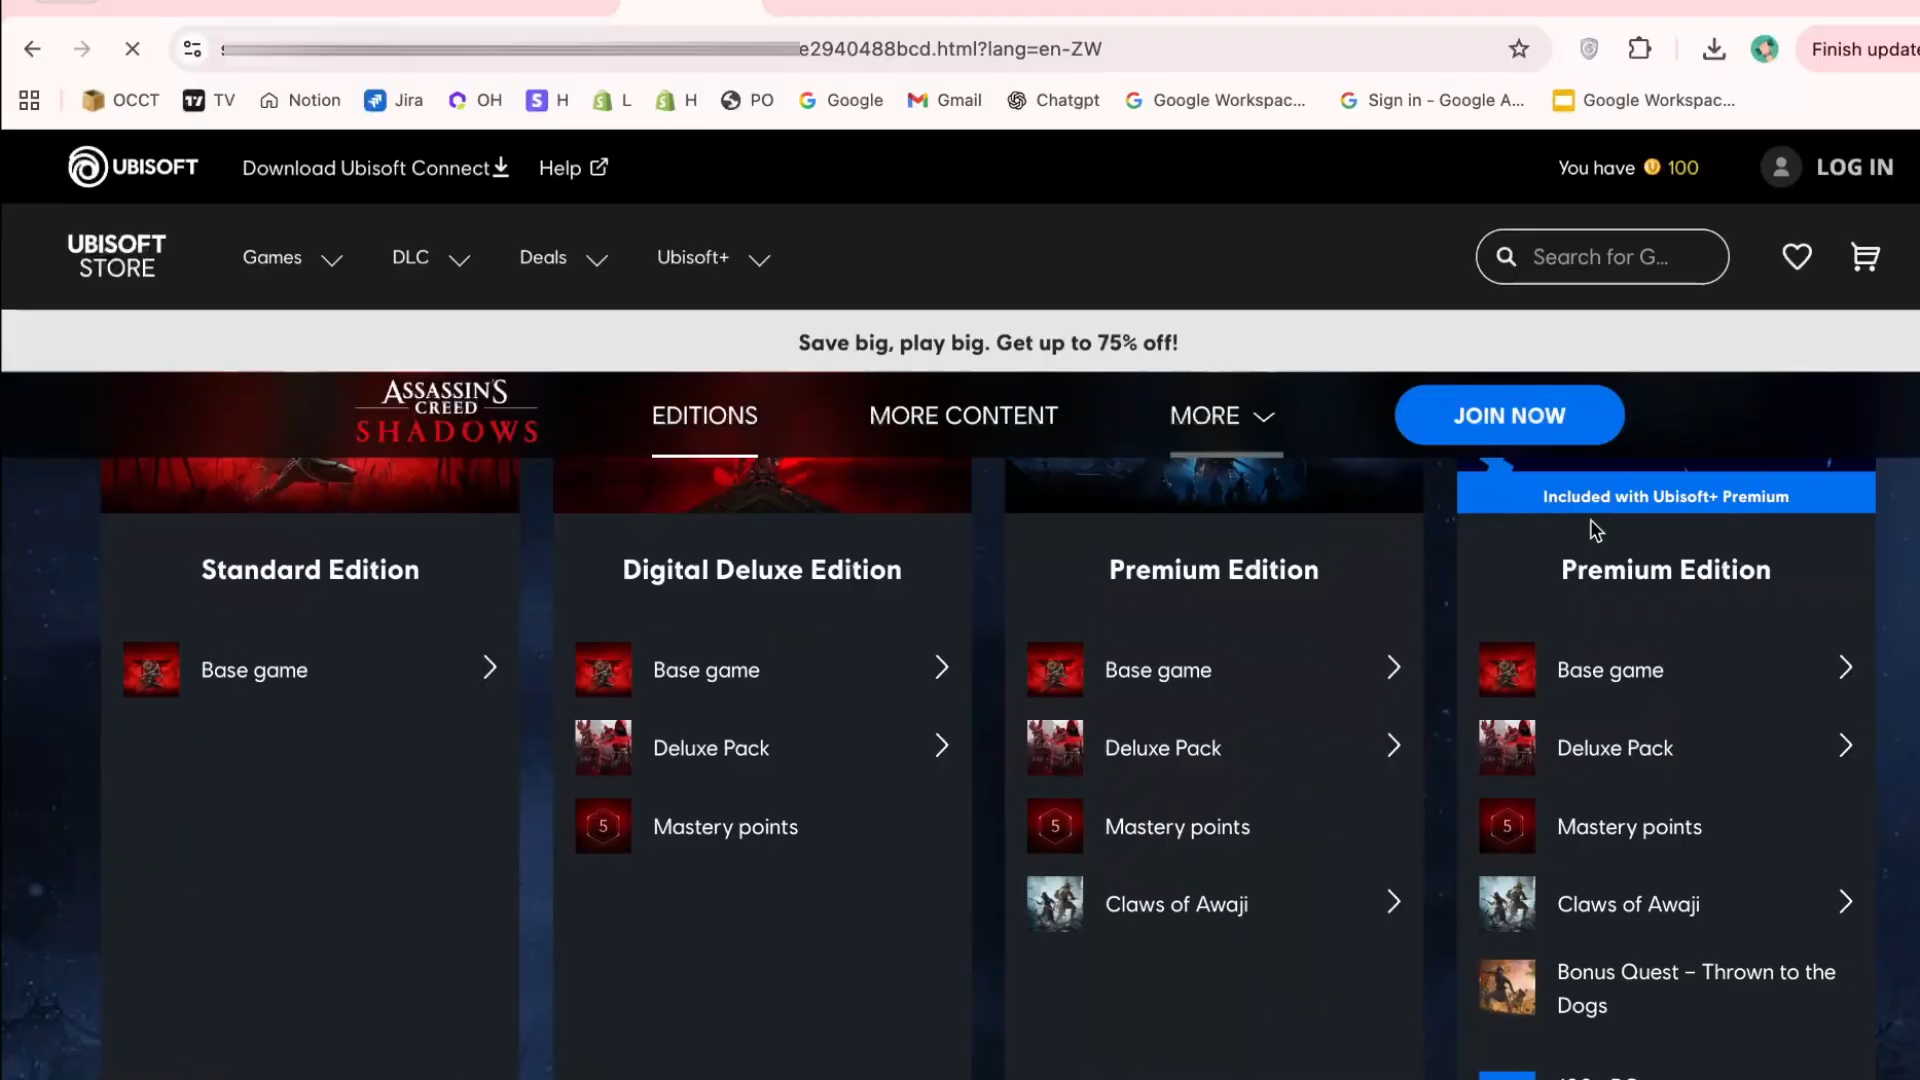 e2940488bcd.html?lang=en-ZW
Finish update
OCCT
TV
Notion
Jira
OH
H
L
H
PO
Google
Gmail
Chatgpt
Google Workspac...
Sign in - Google A...
Google Workspac...
UBISOFT
Download Ubisoft Connect
Help
You have 100
LOG IN
UBISOFT
STORE
Games
DLC
Deals
Ubisoft+
Search for G...
Save big, play big. Get up to 75% off!
ASSASSIN'S
CREED
SHADOWS
EDITIONS
MORE CONTENT
MORE
JOIN NOW
Included with Ubisoft+ Premium
Standard Edition
Base game
Digital Deluxe Edition
Base game
Deluxe Pack
5
Mastery points
Premium Edition
Base game
Deluxe Pack
5
Mastery points
Claws of Awaji
Premium Edition
Base game
Deluxe Pack
5
Mastery points
Claws of Awaji
Bonus Quest – Thrown to the
Dogs